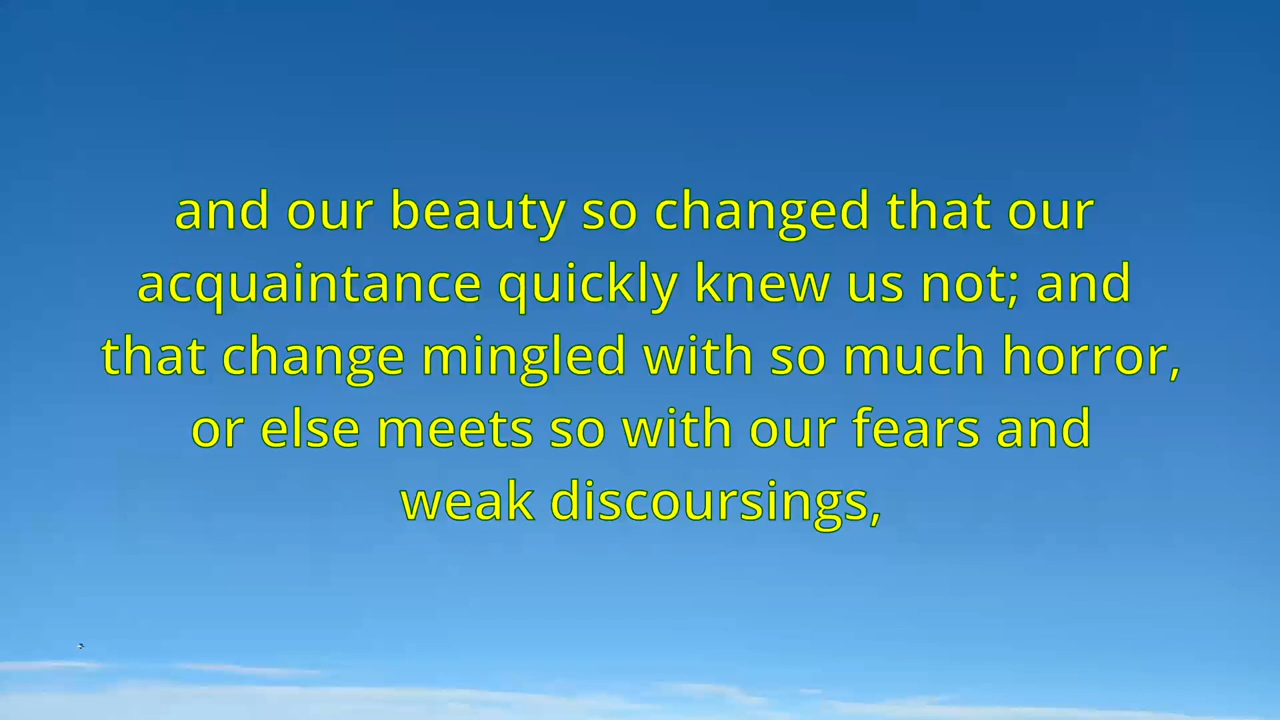 and our beauty so changed that our
acquaintance quickly knew us not; and
that change mingled with so much horror,
or else meets so with our fears and
weak discoursings,